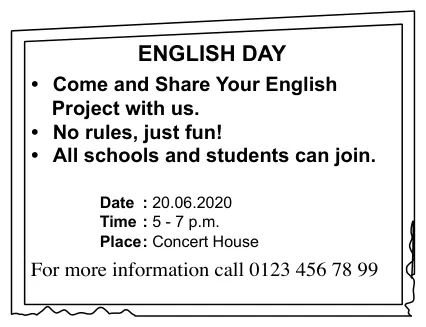 ENGLISH DAY
• Come and Share Your English
Project with us.
• No rules, just fun!
• All schools and students can join.
Date : 20.06.2020
Time : 5 - 7 p.m.
Place: Concert House
For more information call 0123 456 78 99